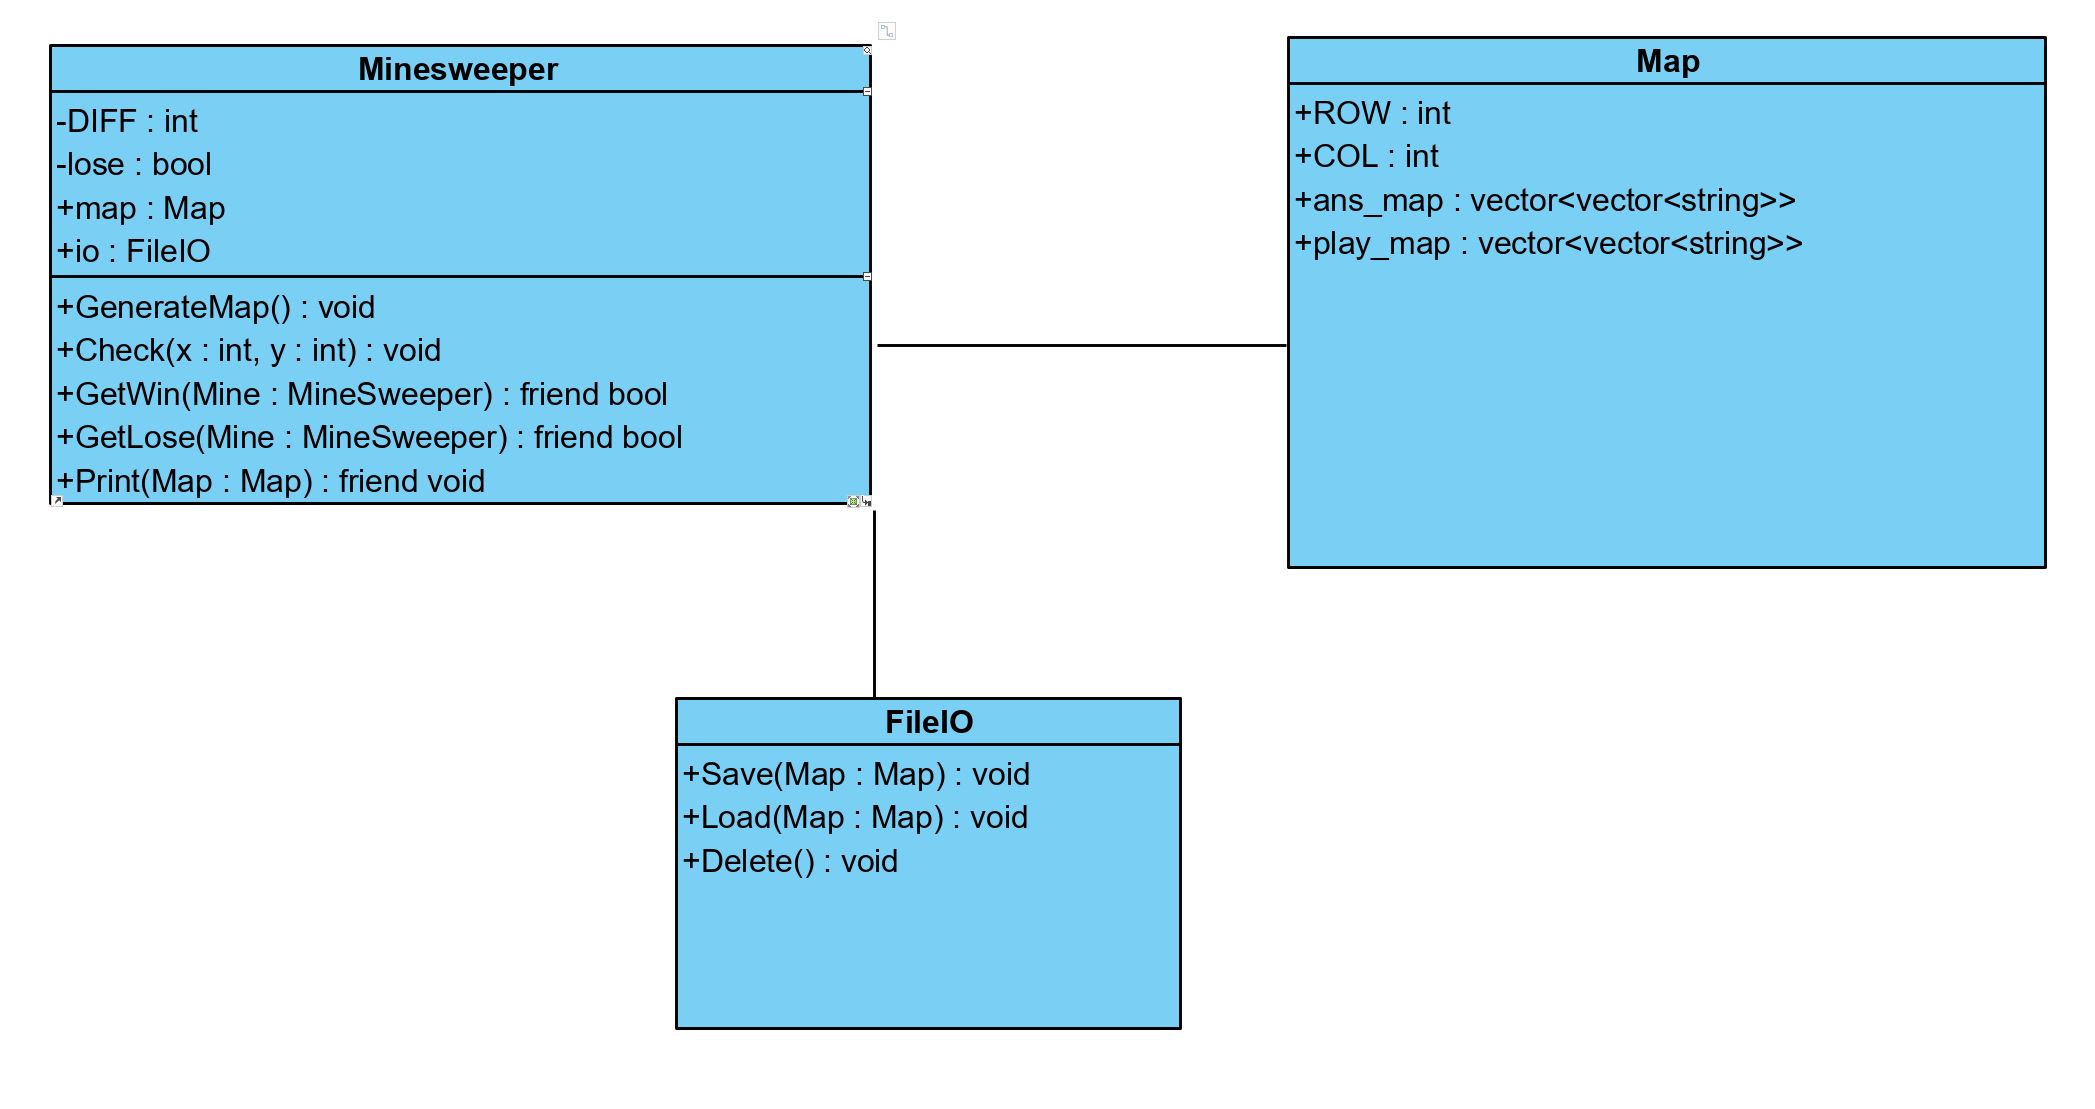 Minesweeper
-DIFF : int
-lose : bool
+map : Map
+io : FileIO
+GenerateMap() : void
+Check(x : int, y : int) : void
+GetWin(Mine : MineSweeper) : friend bool
+GetLose(Mine : MineSweeper) : friend bool
+Print(Map : Map) : friend void
Map
+ROW : int
+COL : int
+ans_map : vector<vector<string>>
+play_map : vector<vector<string>>
FileIO
+Save(Map : Map) : void
+Load(Map : Map) : void
+Delete() : void